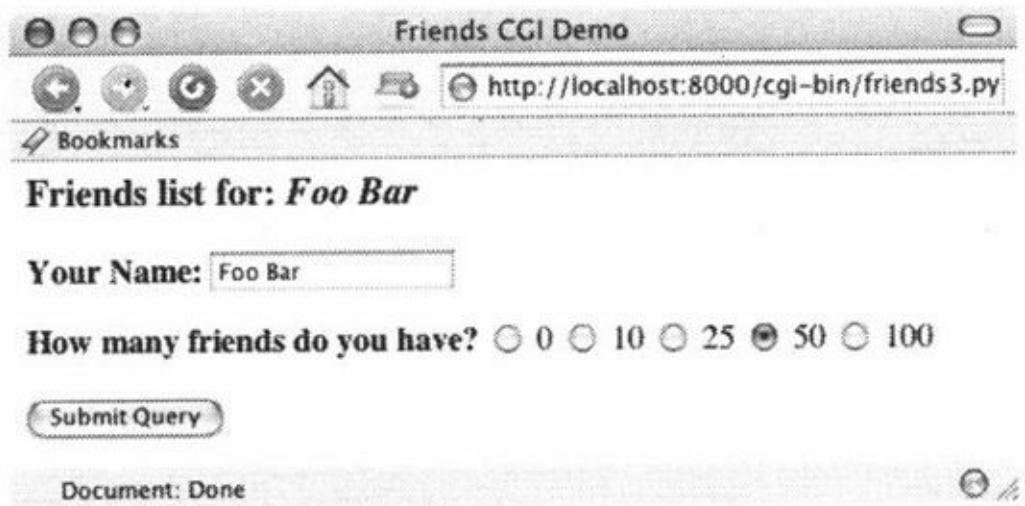 Friends CGI Demo
http://localhost:8000/cgi-bin/friends3.py
Bookmarks
Friends list for: Foo Bar
Your Name: Foo Bar
How many friends do you have? 0 10 25 50 100
Submit Query
Document: Done